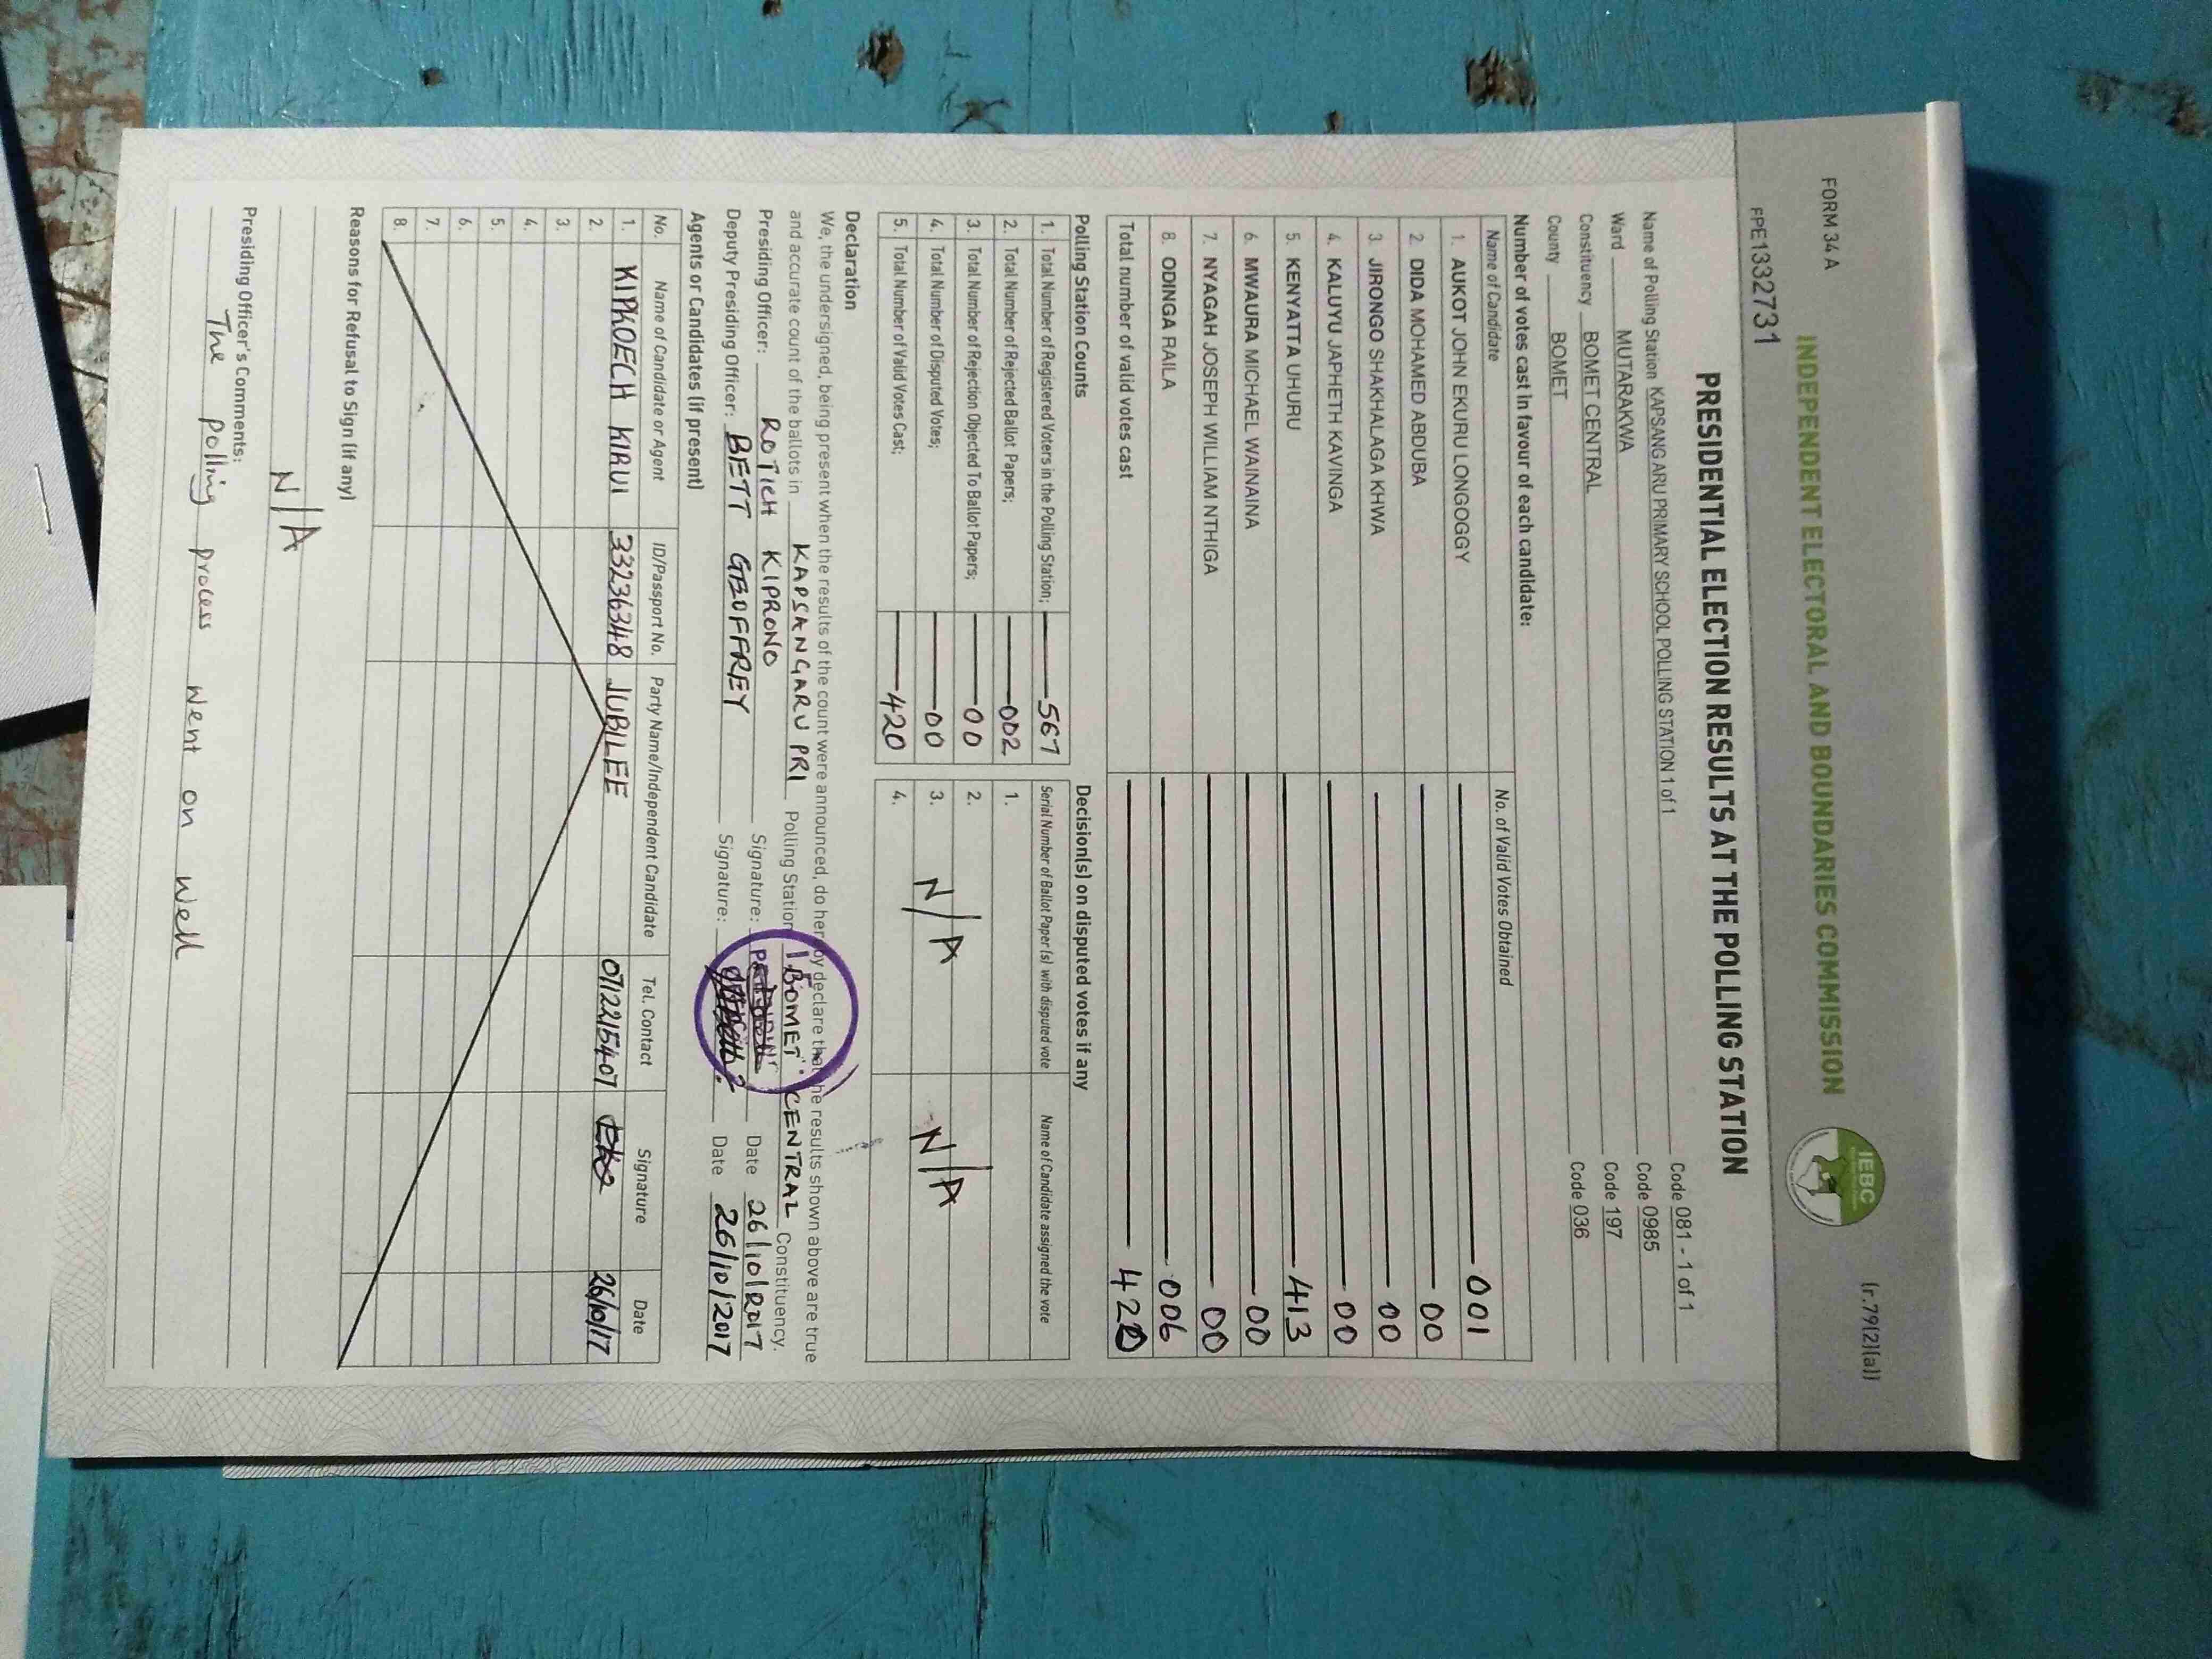 FORM 34 A
(r.79(2)(a))
INDEPENDENT ELECTORAL AND BOUNDARIES COMMISSION
IEBC
FPE1332731
PRESIDENTIAL ELECTION RESULTS AT THE POLLING STATION
Name of Polling Station KAPSANG ARU PRIMARY SCHOOL POLLING STATION 1 of 1 Code 081 - 1 of 1
Ward MUTARAKWA Code 0985
Constituency BOMET CENTRAL Code 197
County BOMET Code 036
Number of votes cast in favour of each candidate:
Name of Candidate No. of Valid Votes Obtained
1. AUKOT JOHN EKURU LONGOGGY 001
2. DIDA MOHAMED ABDUBA 00
3. JIRONGO SHAKHALAGA KHWA 00
4. KALUYU JAPHETH KAVINGA 00
5. KENYATTA UHURU 413
6. MWAURA MICHAEL WAINAINA 00
7. NYAGAH JOSEPH WILLIAM NTHIGA 00
8. ODINGA RAILA 006
Total number of valid votes cast 420
Polling Station Counts Decision(s) on disputed votes if any
1. Total Number of Registered Voters in the Polling Station; 567 Serial Number of Ballot Paper(s) with disputed vote Name of Candidate assigned the vote
2. Total Number of Rejected Ballot Papers; 002 1.
3. Total Number of Rejection Objected To Ballot Papers; 00 2.
4. Total Number of Disputed Votes; 00 3. N/A N/A
5. Total Number of Valid Votes Cast; 420 4.
Declaration
We, the undersigned, being present when the results of the count were announced, do hereby declare that the results shown above are true
and accurate count of the ballots in KAPSANGARU PRI Polling Station BOMET CENTRAL Constituency.
Presiding Officer: ROTICH KIPRONO Signature: Date 26/10/2017
Deputy Presiding Officer: BETT GEOFFREY Signature: Date 26/10/2017
Agents or Candidates (if present)
No. Name of Candidate or Agent ID/Passport No. Party Name/Independent Candidate Tel. Contact Signature Date
1. KIPKOECH KIRUI 33236348 JUBILEE 0712215407 26/10/17
2.
3.
4.
5.
6.
7.
8.
Reasons for Refusal to Sign (if any)
N/A
Presiding Officer's Comments:
The polling process went on well